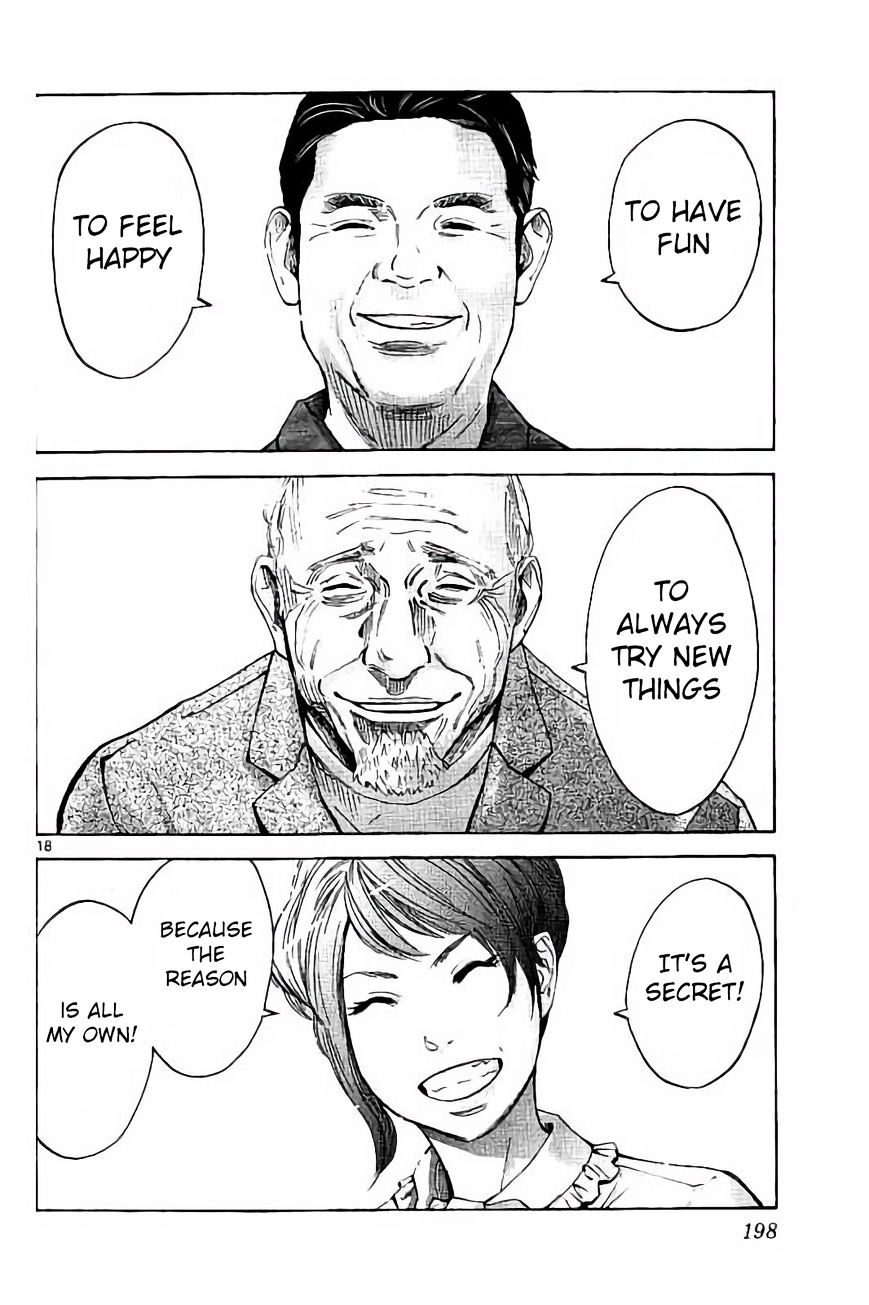 TO HAVE
FUN
TO FEEL
HAPPY
TO
ALWAYS
TRY NEW
THINGS
18
IT'S A
SECRET!
BECAUSE
THE
REASON
IS ALL
MY OWN!
198